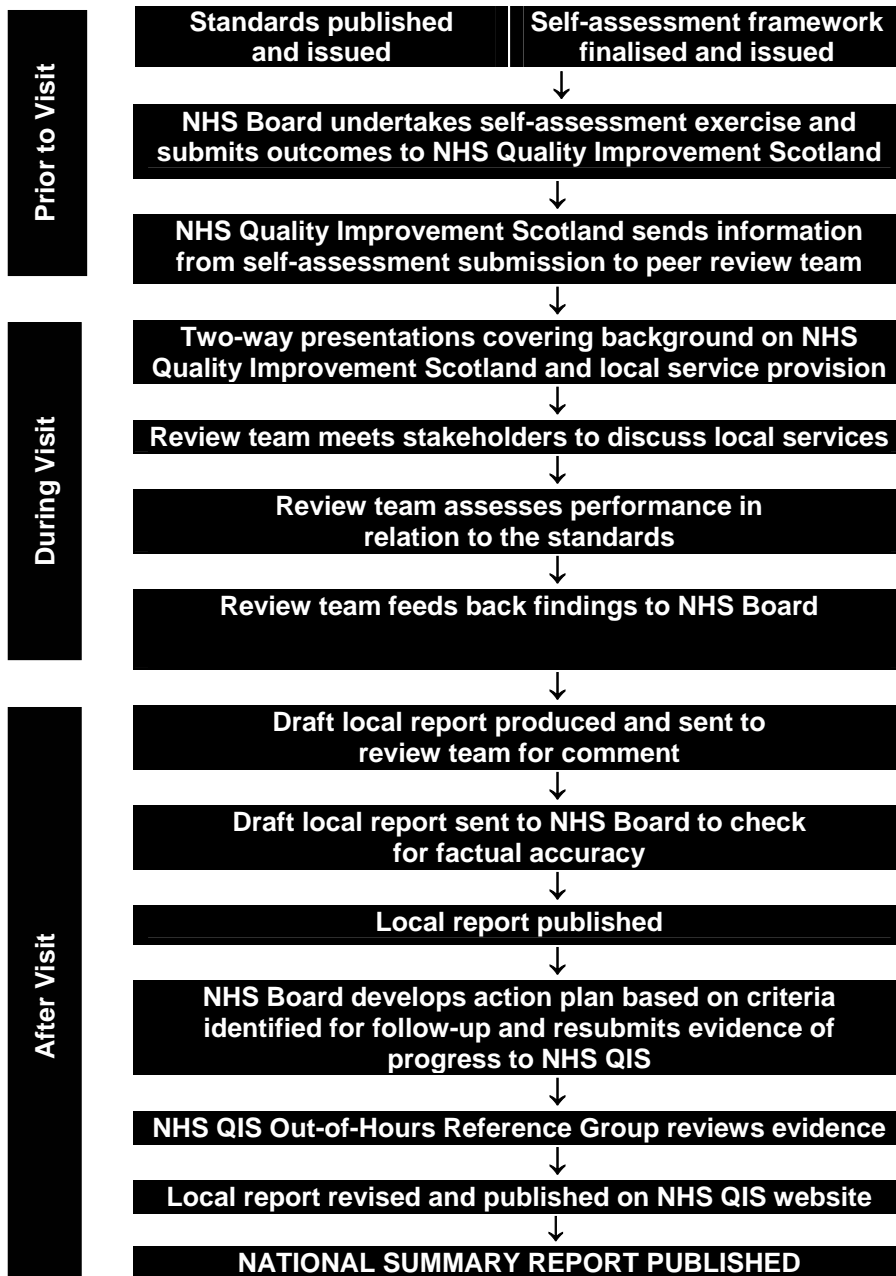 Prior to Visit
Standards published
and issued
Self-assessment framework
finalised and issued
NHS Board undertakes self-assessment exercise and
submits outcomes to NHS Quality Improvement Scotland
NHS Quality Improvement Scotland sends information
from self-assessment submission to peer review team
During Visit
Two-way presentations covering background on NHS
Quality Improvement Scotland and local service provision
Review team meets stakeholders to discuss local services
Review team assesses performance in
relation to the standards
Review team feeds back findings to NHS Board
After Visit
Draft local report produced and sent to
review team for comment
Draft local report sent to NHS Board to check
for factual accuracy
Local report published
NHS Board develops action plan based on criteria
identified for follow-up and resubmits evidence of
progress to NHS QIS
NHS QIS Out-of-Hours Reference Group reviews evidence
Local report revised and published on NHS QIS website
NATIONAL SUMMARY REPORT PUBLISHED